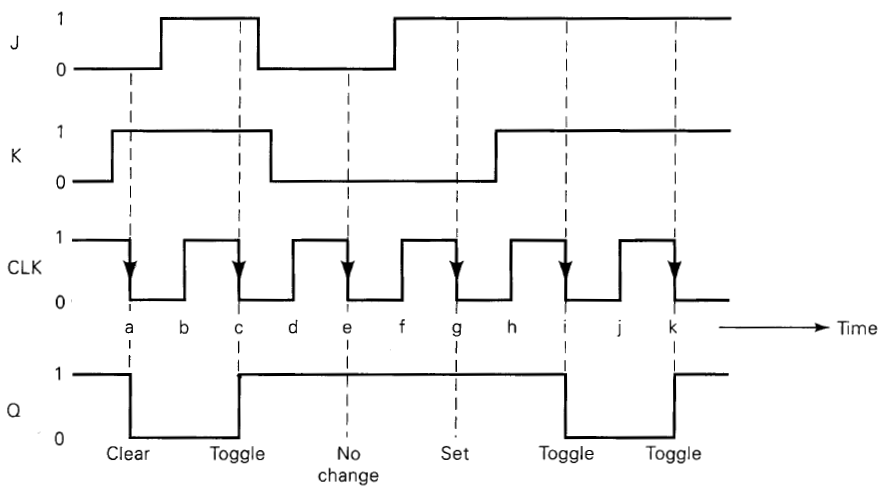 1
J
0
1
K
0
1
CLK
0
a b c d e f g h i j k Time
1
Q
0
Clear Toggle No change Set Toggle Toggle